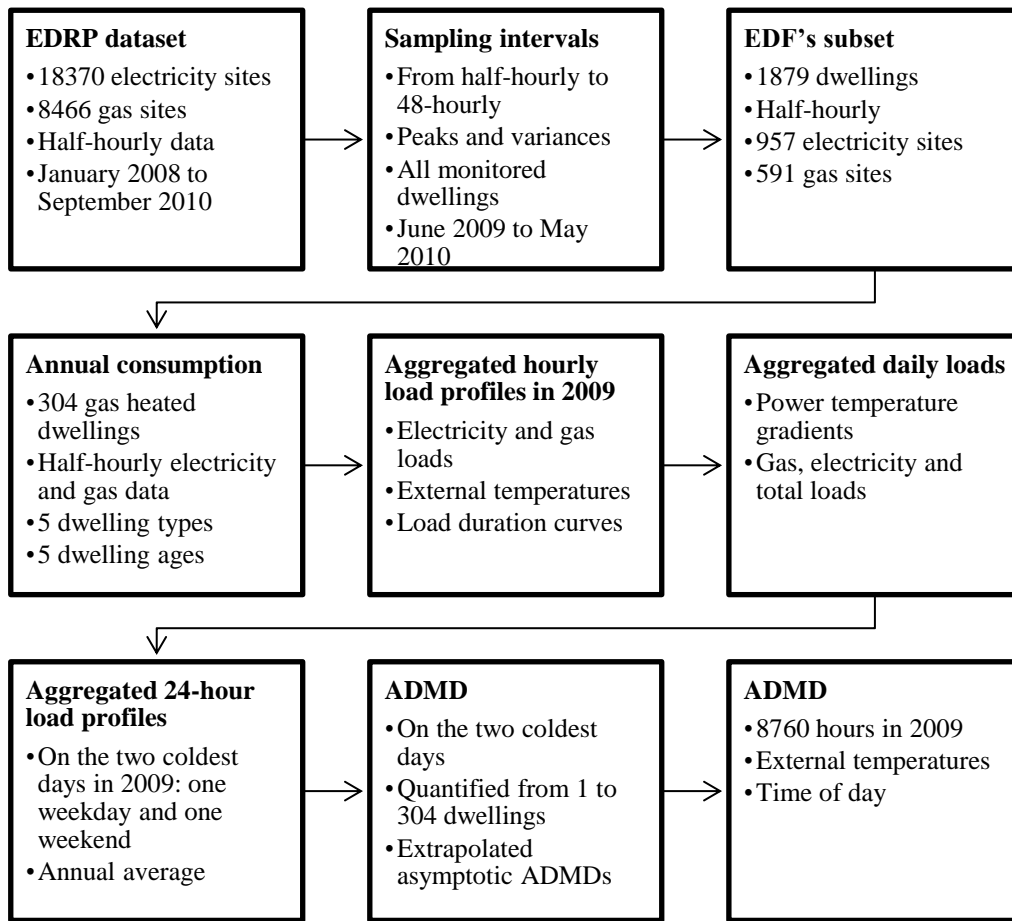 EDRP dataset
•18370 electricity sites
•8466 gas sites
•Half-hourly data
•January 2008 to
September 2010
Sampling intervals
•From half-hourly to
48-hourly
•Peaks and variances
•All monitored
dwellings
•June 2009 to May
2010
EDF’s subset
•1879 dwellings
•Half-hourly
•957 electricity sites
•591 gas sites
Annual consumption
•304 gas heated
dwellings
•Half-hourly electricity
and gas data
•5 dwelling types
•5 dwelling ages
Aggregated hourly
load profiles in 2009
•Electricity and gas
loads
•External temperatures
•Load duration curves
Aggregated daily loads
•Power temperature
gradients
•Gas, electricity and
total loads
Aggregated 24-hour
load profiles
•On the two coldest
days in 2009: one
weekday and one
weekend
•Annual average
ADMD
•On the two coldest
days
•Quantified from 1 to
304 dwellings
•Extrapolated
asymptotic ADMDs
ADMD
•8760 hours in 2009
•External temperatures
•Time of day